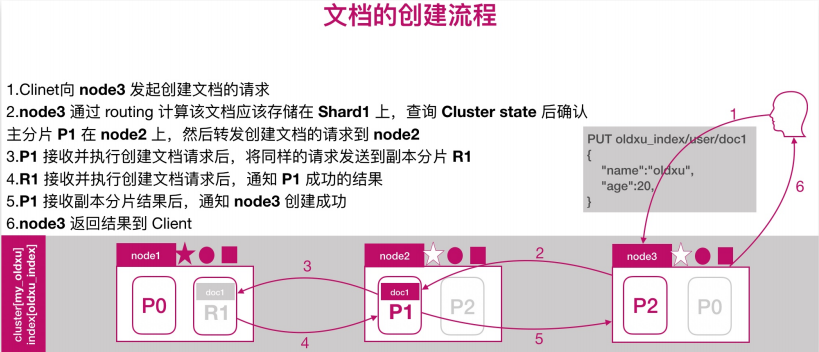 文档的创建流程
1.Clinet向 node3 发起创建文档的请求
2.node3 通过 routing 计算该文档应该存储在 Shard1 上，查询 Cluster state 后确认
主分片 P1 在 node2 上，然后转发创建文档的请求到 node2
3.P1 接收并执行创建文档请求后，将同样的请求发送到副本分片 R1
4.R1 接收并执行创建文档请求后，通知 P1 成功的结果
5.P1 接收副本分片结果后，通知 node3 创建成功
6.node3 返回结果到 Client
1
PUT oldxu_index/user/doc1
{
"name":"oldxu",
"age":20,
}
6
cluster[my_oldxu]
index[oldxu_index]
node1
node2
node3
P0
doc1
R1
3
4
doc1
P1
P2
2
5
P2
P0